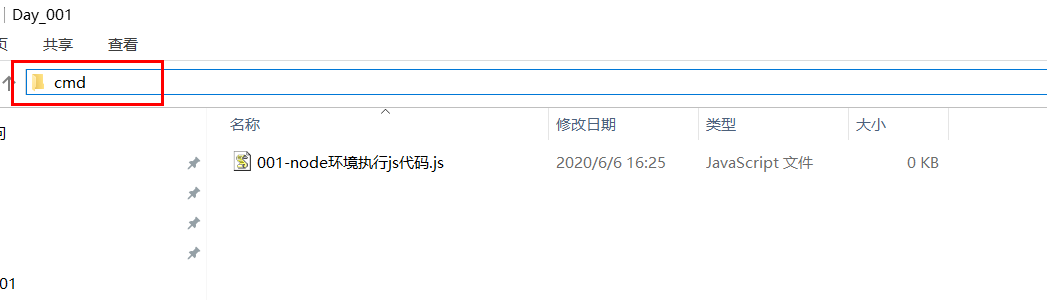 Day_001
页 共享 查看
cmd
名称 修改日期 类型 大小
问
001-node环境执行js代码.js 2020/6/6 16:25 JavaScript 文件 0 KB
01